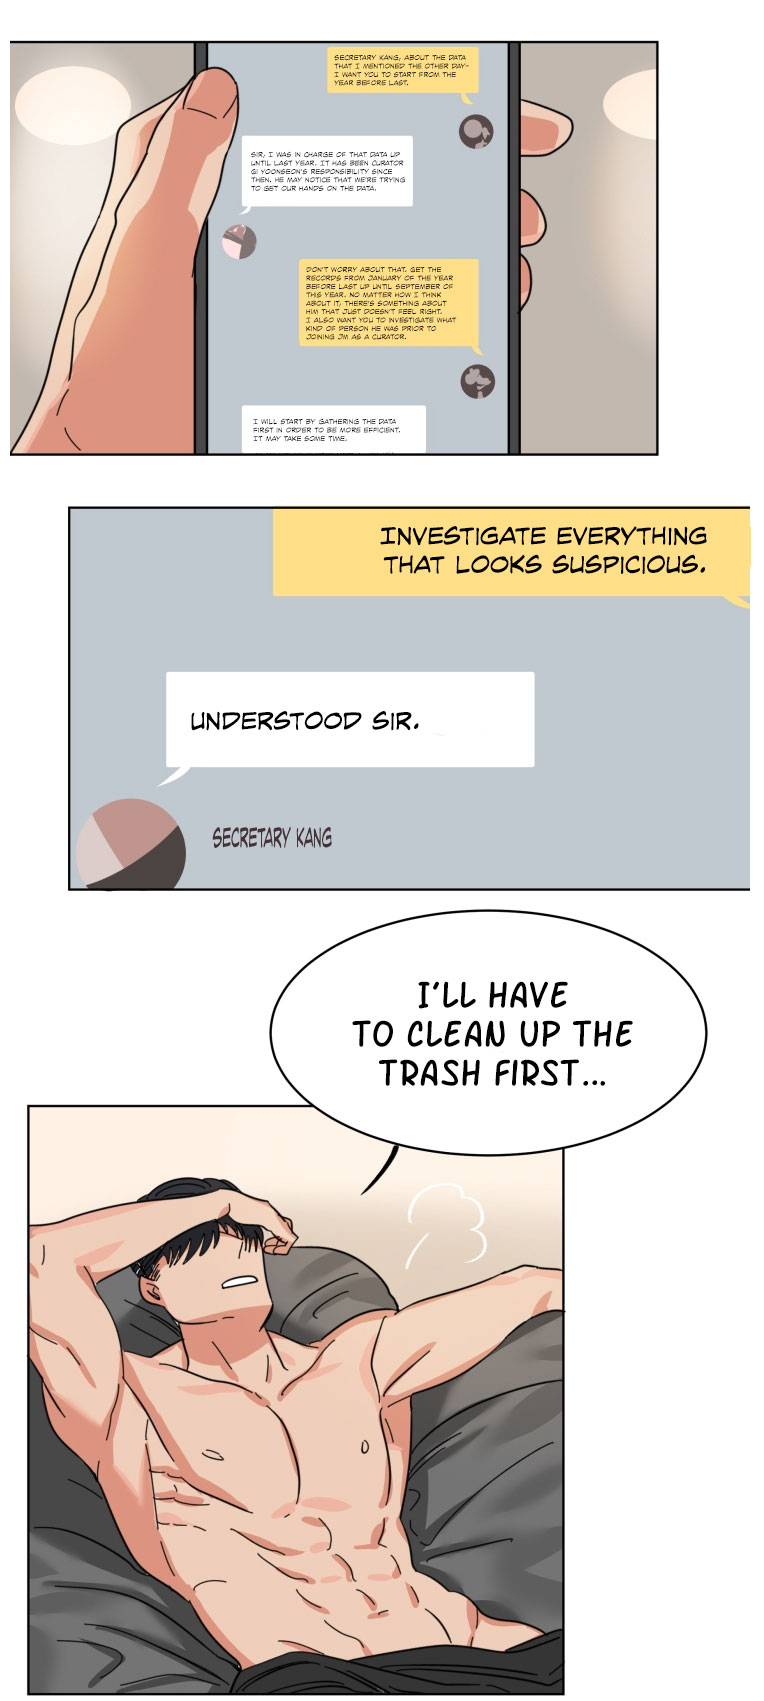 SECRETARY KANG, ABOUT THE DATA
THAT I MENTIONED THE OTHER DAY-
I WANT YOU TO START FROM THE
YEAR BEFORE LAST.
SIR, I WAS IN CHARGE OF THAT DATA UP
UNTIL LAST YEAR. IT HAS BEEN CURATOR
GI YOONSEON'S RESPONSIBILITY SINCE
THEN. HE MAY NOTICE THAT WE'RE TRYING
TO GET OUR HANDS ON THE DATA.
DON'T WORRY ABOUT THAT. GET THE
RECORDS FROM JANUARY OF THE YEAR
BEFORE LAST UP UNTIL SEPTEMBER OF
THIS YEAR. NO MATTER HOW I THINK
ABOUT IT, THERE'S SOMETHING ABOUT
HIM THAT JUST DOESN'T FEEL RIGHT.
I ALSO WANT YOU TO INVESTIGATE WHAT
KIND OF PERSON HE WAS PRIOR TO
JOINING JM AS A CURATOR.
I WILL START BY GATHERING THE DATA
FIRST IN ORDER TO BE MORE EFFICIENT.
IT MAY TAKE SOME TIME.
INVESTIGATE EVERYTHING
THAT LOOKS SUSPICIOUS.
UNDERSTOOD SIR.
SECRETARY KANG
I'LL HAVE
TO CLEAN UP THE
TRASH FIRST...